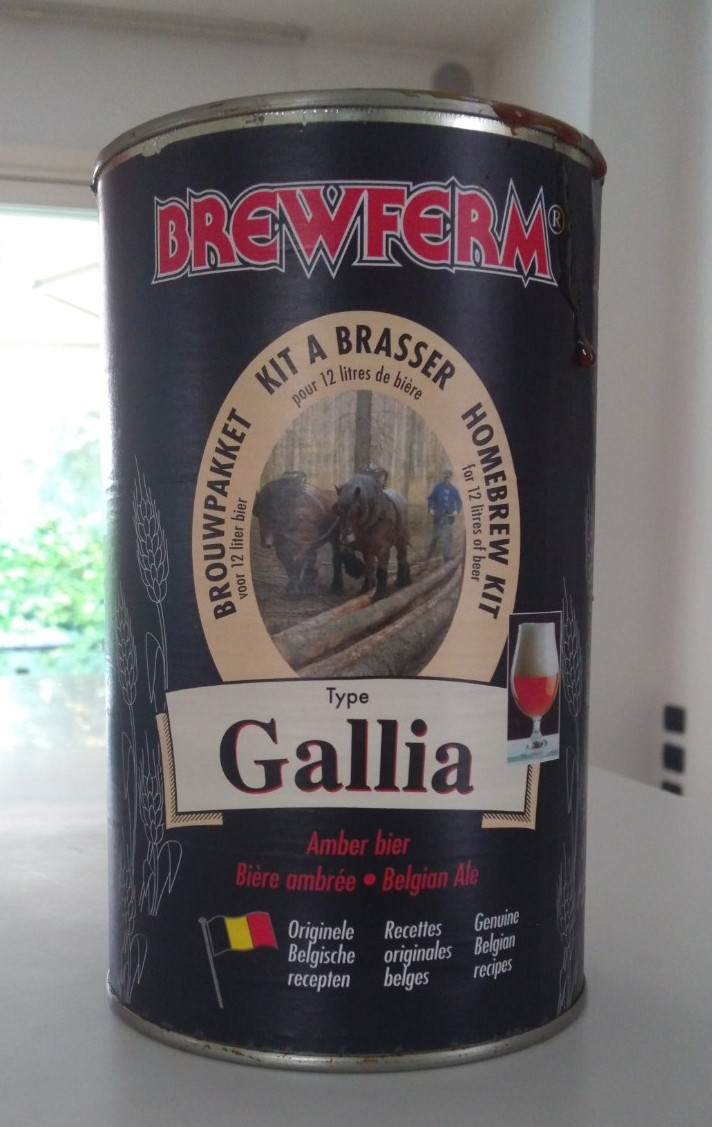 BREWFERM®
KIT A BRASSER
pour 12 litres de bière
BROUWPAKKET
voor 12 liter bier
HOMEBREW KIT
for 12 litres of beer
Type
Gallia
Amber bier
Bière ambrée • Belgian Ale
Originele
Belgische
recepten
Recettes
originales
belges
Genuine
Belgian
recipes